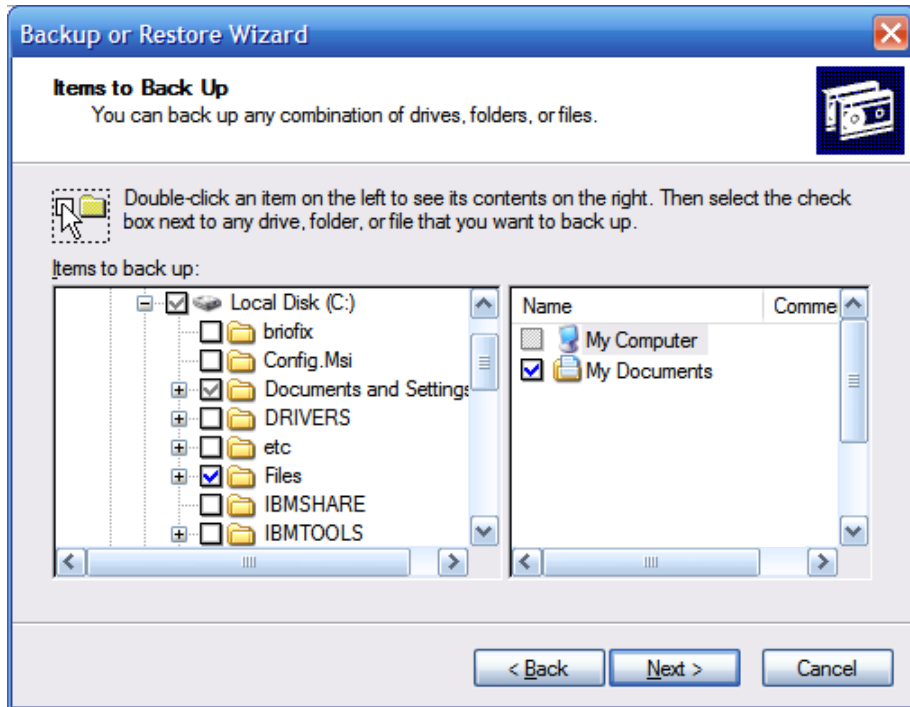 Backup or Restore Wizard
Items to Back Up
You can back up any combination of drives, folders, or files.
Double-click an item on the left to see its contents on the right. Then select the check
box next to any drive, folder, or file that you want to back up.
Items to back up:
Local Disk (C:)
briofix
Config.Msi
Documents and Settings
DRIVERS
etc
Files
IBMSHARE
IBMTOOLS
Name Comme
My Computer
My Documents
< Back Next > Cancel